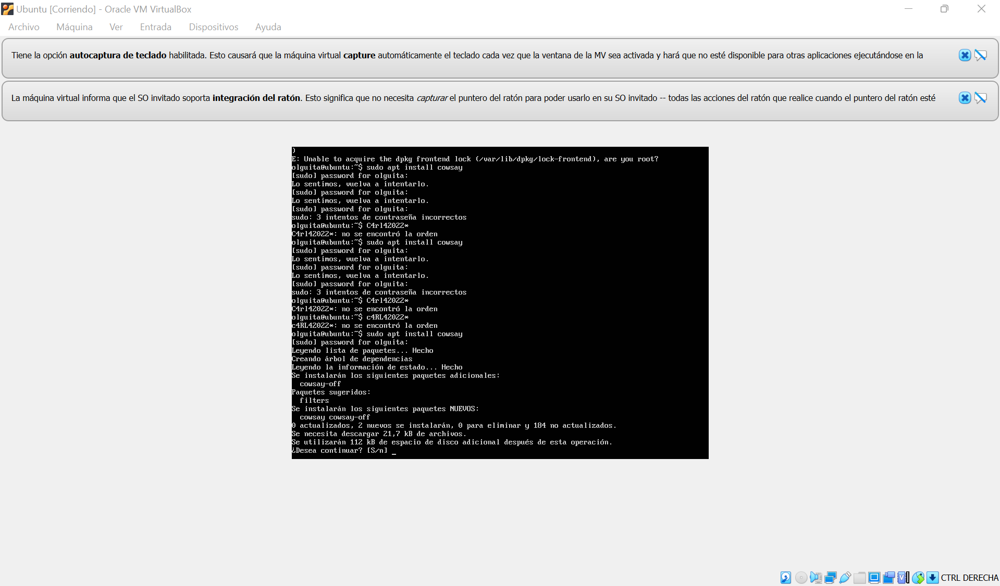 Ubuntu [Corriendo] - Oracle VM VirtualBox
Archivo Máquina Ver Entrada Dispositivos Ayuda
Tiene la opción autocaptura de teclado habilitada. Esto causará que la máquina virtual capture automáticamente el teclado cada vez que la ventana de la MV sea activada y hará que no esté disponible para otras aplicaciones ejecutándose en la
La máquina virtual informa que el SO invitado soporta integración del ratón. Esto significa que no necesita capturar el puntero del ratón para poder usarlo en su SO invitado -- todas las acciones del ratón que realice cuando el puntero del ratón esté
)
E: Unable to acquire the dpkg frontend lock (/var/lib/dpkg/lock-frontend), are you root?
olguita@ubuntu:~$ sudo apt install cowsay
[sudo] password for olguita:
Lo sentimos, vuelva a intentarlo.
[sudo] password for olguita:
Lo sentimos, vuelva a intentarlo.
[sudo] password for olguita:
sudo: 3 intentos de contraseña incorrectos
olguita@ubuntu:~$ C4rl42022*
C4rl42022*: no se encontró la orden
olguita@ubuntu:~$ sudo apt install cowsay
[sudo] password for olguita:
Lo sentimos, vuelva a intentarlo.
[sudo] password for olguita:
Lo sentimos, vuelva a intentarlo.
[sudo] password for olguita:
sudo: 3 intentos de contraseña incorrectos
olguita@ubuntu:~$ C4rl42022*
C4rl42022*: no se encontró la orden
olguita@ubuntu:~$ c4RL42022*
c4RL42022*: no se encontró la orden
olguita@ubuntu:~$ sudo apt install cowsay
[sudo] password for olguita:
Leyendo lista de paquetes... Hecho
Creando árbol de dependencias
Leyendo la información de estado... Hecho
Se instalarán los siguientes paquetes adicionales:
cowsay-off
Paquetes sugeridos:
filters
Se instalarán los siguientes paquetes NUEVOS:
cowsay cowsay-off
0 actualizados, 2 nuevos se instalarán, 0 para eliminar y 184 no actualizados.
Se necesita descargar 21,7 kB de archivos.
Se utilizarán 112 kB de espacio de disco adicional después de esta operación.
¿Desea continuar? [S/n] _
CTRL DERECHA